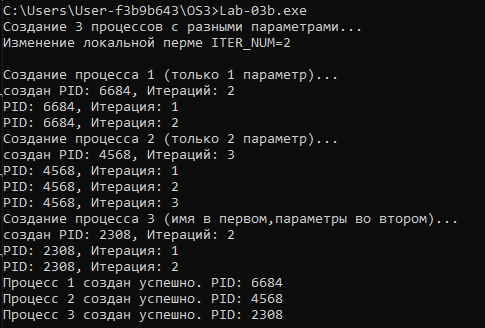 C:\Users\User-f3b9b643\OS3>Lab-03b.exe
Создание 3 процессов с разными параметрами...
Изменение локальной перме ITER_NUM=2
Создание процесса 1 (только 1 параметр)...
создан PID: 6684, Итераций: 2
PID: 6684, Итерация: 1
PID: 6684, Итерация: 2
Создание процесса 2 (только 2 параметр)...
создан PID: 4568, Итераций: 3
PID: 4568, Итерация: 1
PID: 4568, Итерация: 2
PID: 4568, Итерация: 3
Создание процесса 3 (имя в первом,параметры во втором)...
создан PID: 2308, Итераций: 2
PID: 2308, Итерация: 1
PID: 2308, Итерация: 2
Процесс 1 создан успешно. PID: 6684
Процесс 2 создан успешно. PID: 4568
Процесс 3 создан успешно. PID: 2308